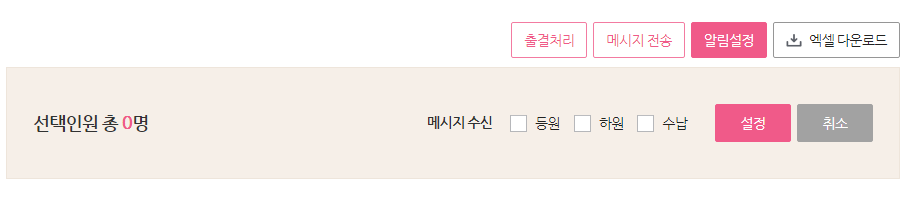 출결처리 메시지 전송 알림설정 엑셀 다운로드
선택인원 총 0명 메시지 수신 등원 하원 수납 설정 취소